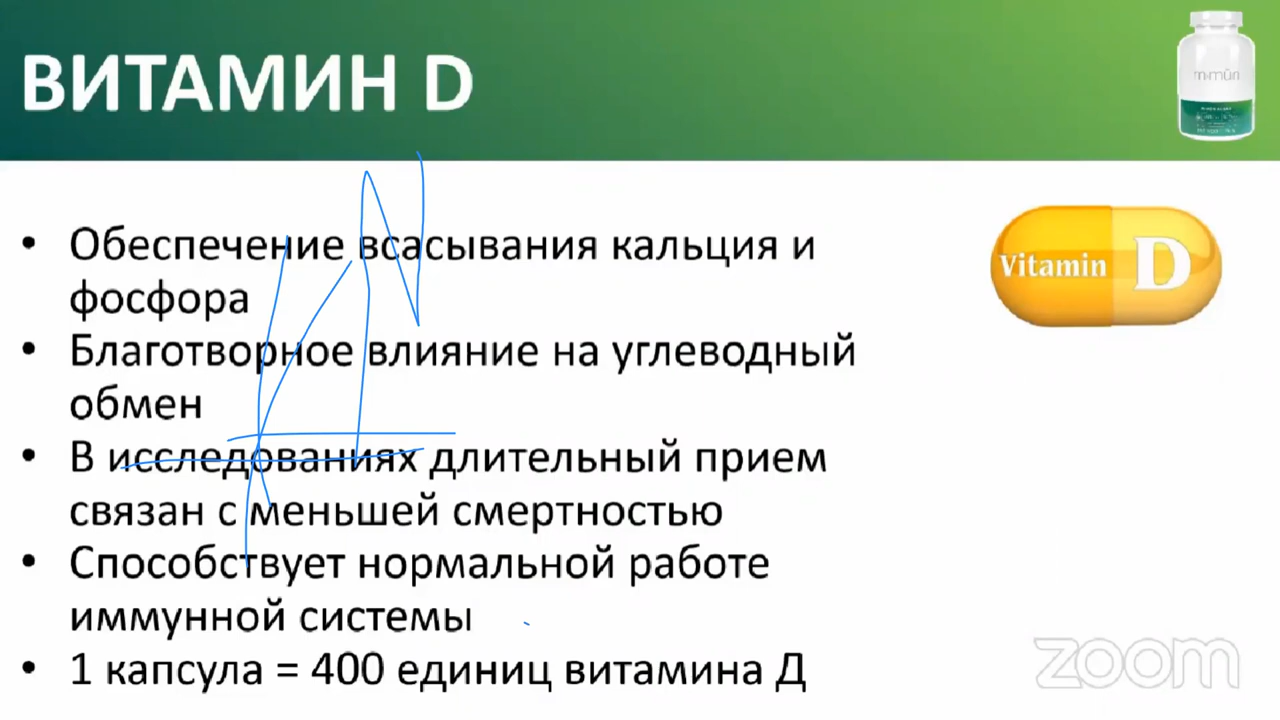 ВИТАМИН D
m·mūn
• Обеспечение всасывания кальция и
фосфора
Vitamin D
• Благотворное влияние на углеводный
обмен
• В исследованиях длительный прием
связан с меньшей смертностью
• Способствует нормальной работе
иммунной системы
• 1 капсула = 400 единиц витамина Д
zoom